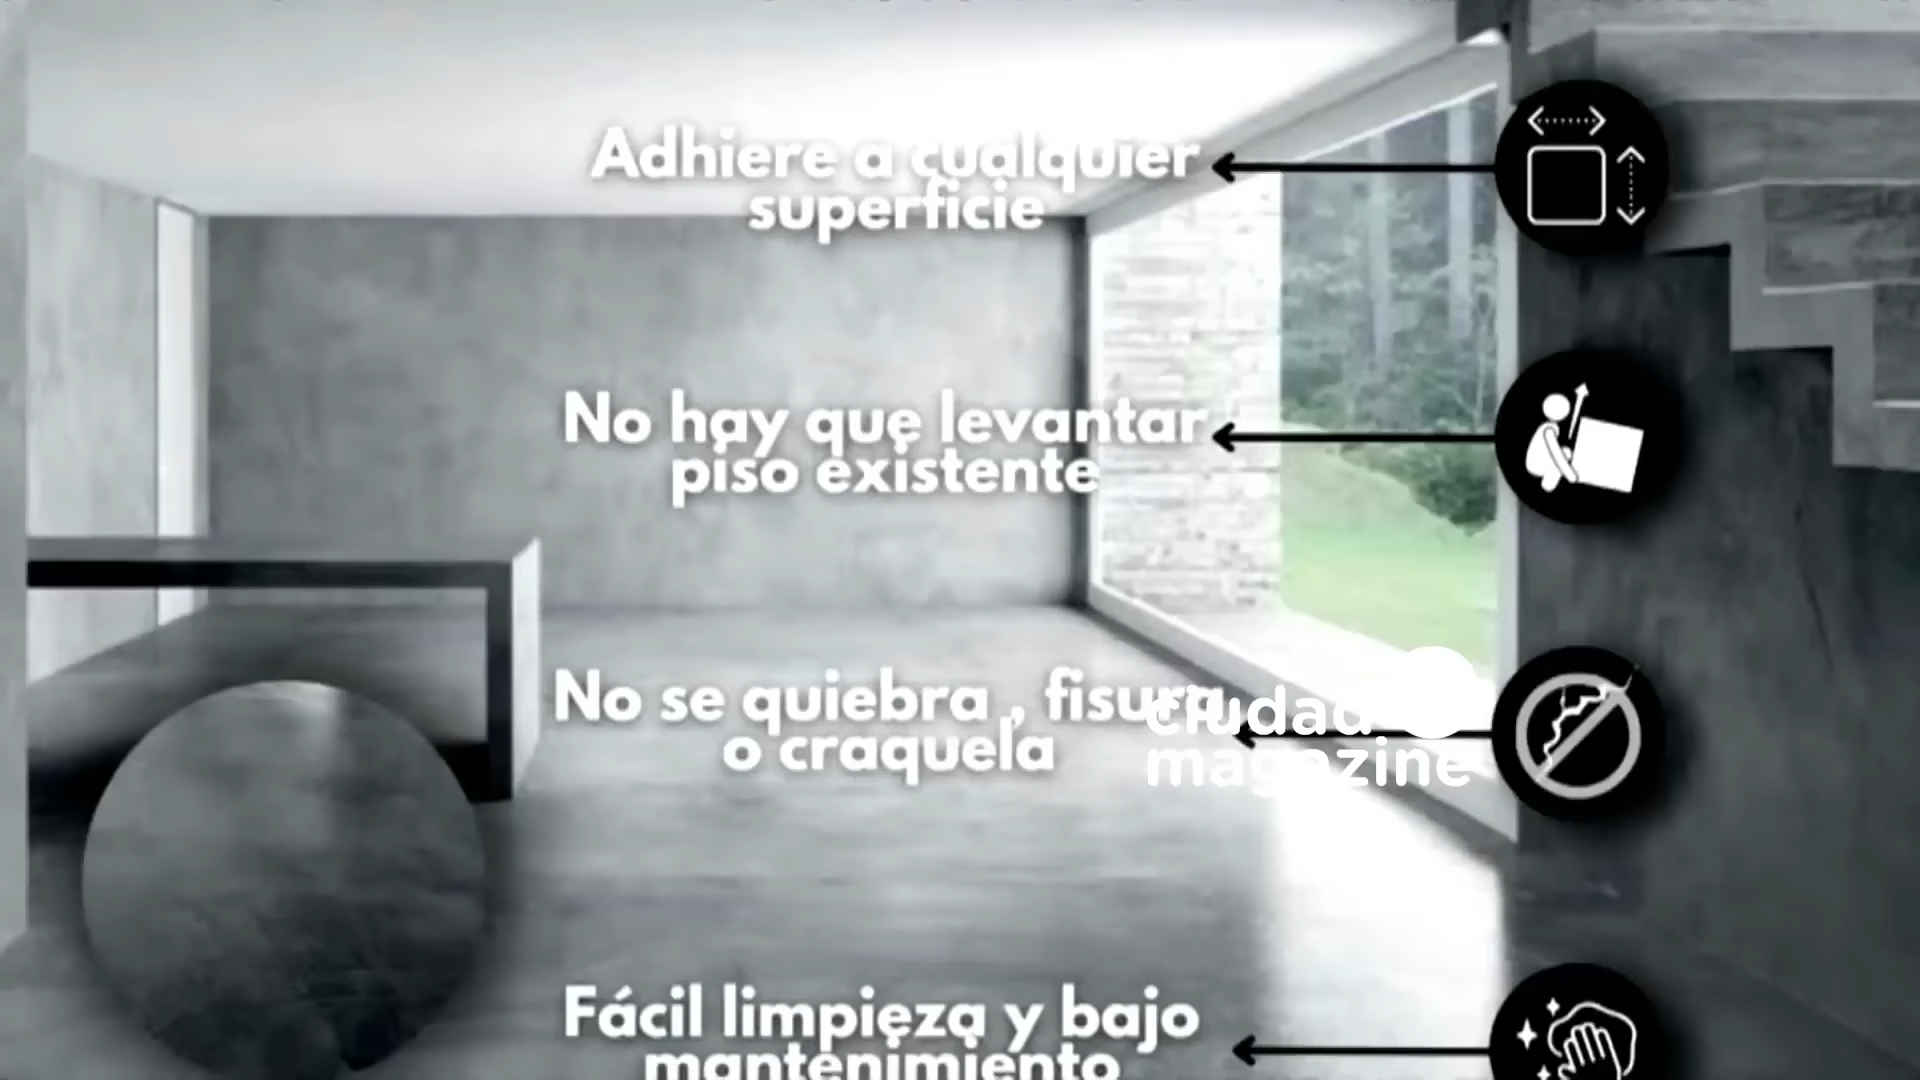 Adhiere a cualquier
superficie
No hay que levantar
piso existente
No se quiebra , fisura
o craquela
ciudad
magazine
Fácil limpieza y bajo
mantenimiento